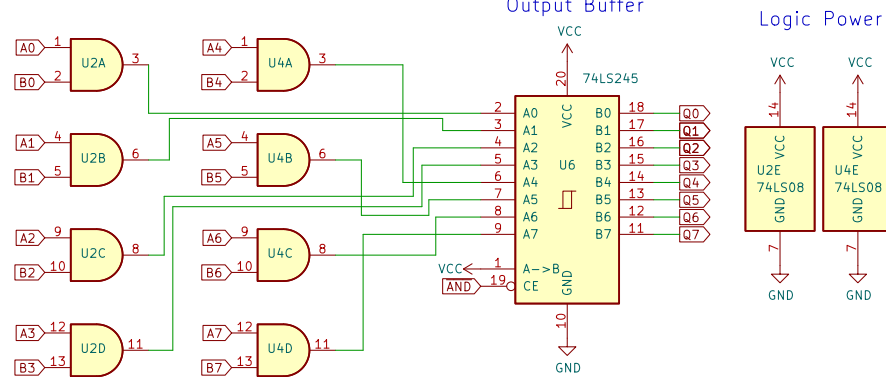 Output Buffer
Logic Power
A0 1 U2A 3
B0 2
A1 4 U2B 6
B1 5
A2 9 U2C 8
B2 10
A3 12 U2D 11
B3 13
A4 1 U4A 3
B4 2
A5 4 U4B 6
B5 5
A6 9 U4C 8
B6 10
A7 12 U4D 11
B7 13
VCC
20
74LS245
VCC
U6
2 A0 B0 18 Q0
3 A1 B1 17 Q1
4 A2 B2 16 Q2
5 A3 B3 15 Q3
6 A4 B4 14 Q4
7 A5 B5 13 Q5
8 A6 B6 12 Q6
9 A7 B7 11 Q7
VCC 1 A->B
AND 19 CE
GND
10
GND
VCC
14
VCC
U2E
74LS08
GND
7
GND
VCC
14
VCC
U4E
74LS08
GND
7
GND